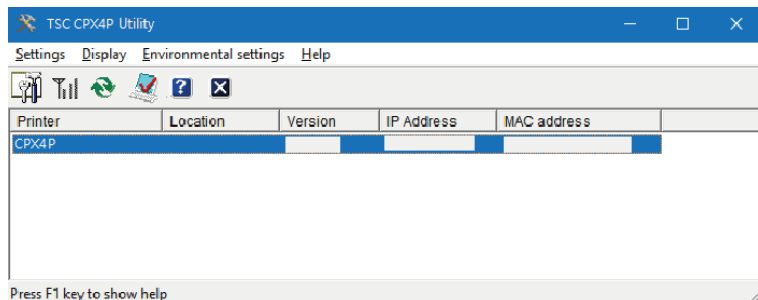 TSC CPX4P Utility
Settings Display Environmental settings Help
Printer Location Version IP Address MAC address
CPX4P
Press F1 key to show help